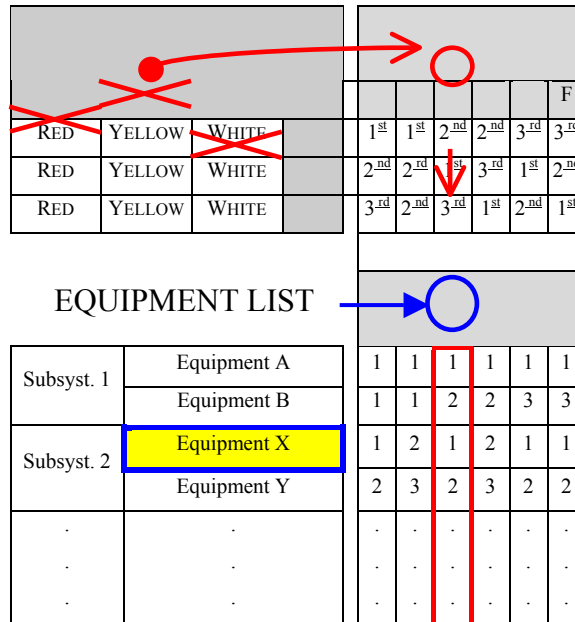 F
RED YELLOW WHITE 1st 1st 2nd 2nd 3rd 3rd
RED YELLOW WHITE 2nd 2rd 3rd 1st 2nd
RED YELLOW WHITE 3rd 2nd 3rd 1st 2nd 1st
EQUIPMENT LIST
Subsyst. 1 Equipment A 1 1 1 1 1 1
Equipment B 1 1 2 2 3 3
Subsyst. 2 Equipment X 1 2 1 2 1 1
Equipment Y 2 3 2 3 2 2
. . . . . . . .
. . . . . . . .
. . . . . . . .